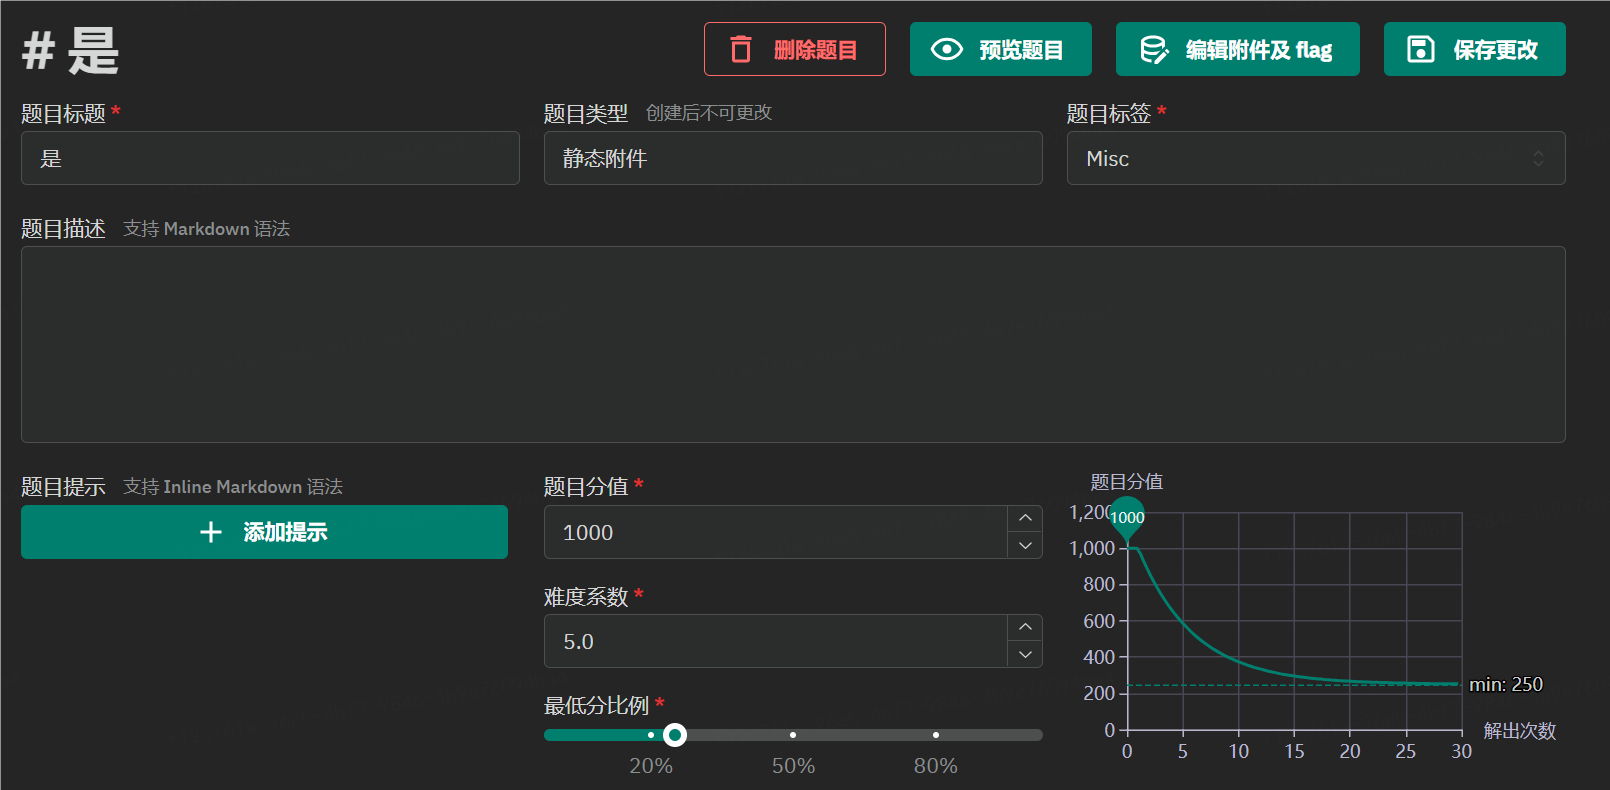 # 是
删除题目
预览题目
编辑附件及 flag
保存更改
题目标题 *
题目类型 创建后不可更改
题目标签 *
是
静态附件
Misc
题目描述 支持 Markdown 语法
题目提示 支持 Inline Markdown 语法
添加提示
题目分值 *
1000
难度系数 *
5.0
最低分比例 *
20%
50%
80%
题目分值
1000
1,200
1,000
800
600
400
200
0
min: 250
0 5 10 15 20 25 30
解出次数